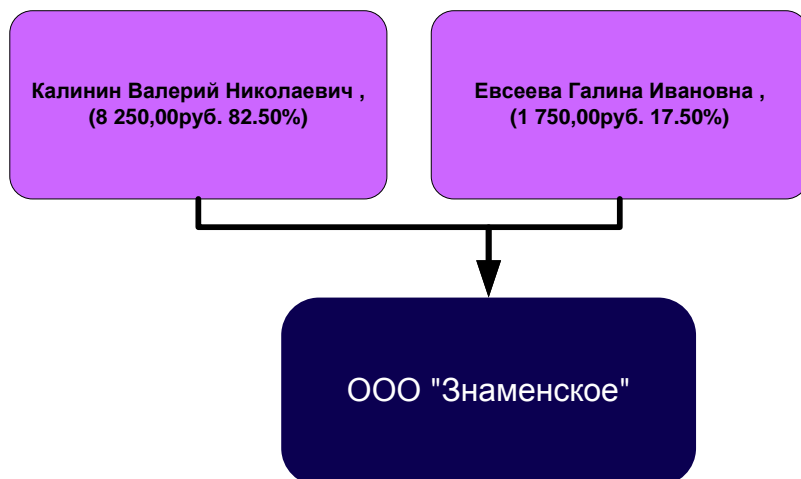 Калинин Валерий Николаевич ,
(8 250,00руб. 82.50%)
Евсеева Галина Ивановна ,
(1 750,00руб. 17.50%)
ООО "Знаменское"